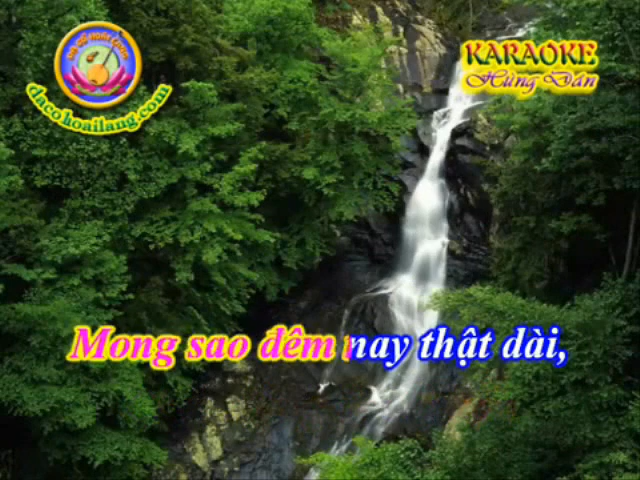 KARAOKE
Hùng Dân
dacohoailang.com
Mong sao đêm nay thật dài,